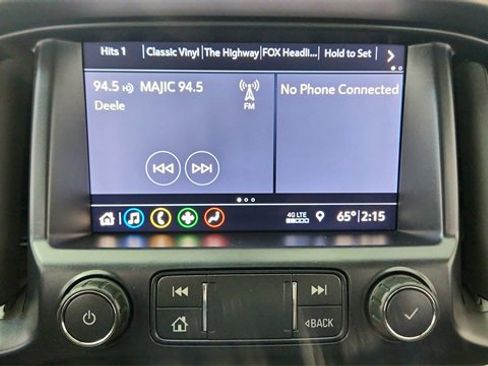 Hits 1 Classic Vinyl The Highway FOX Headli... Hold to Set
94.5 MAJIC 94.5
Deele
FM
No Phone Connected
4G LTE 65° 2:15
BACK